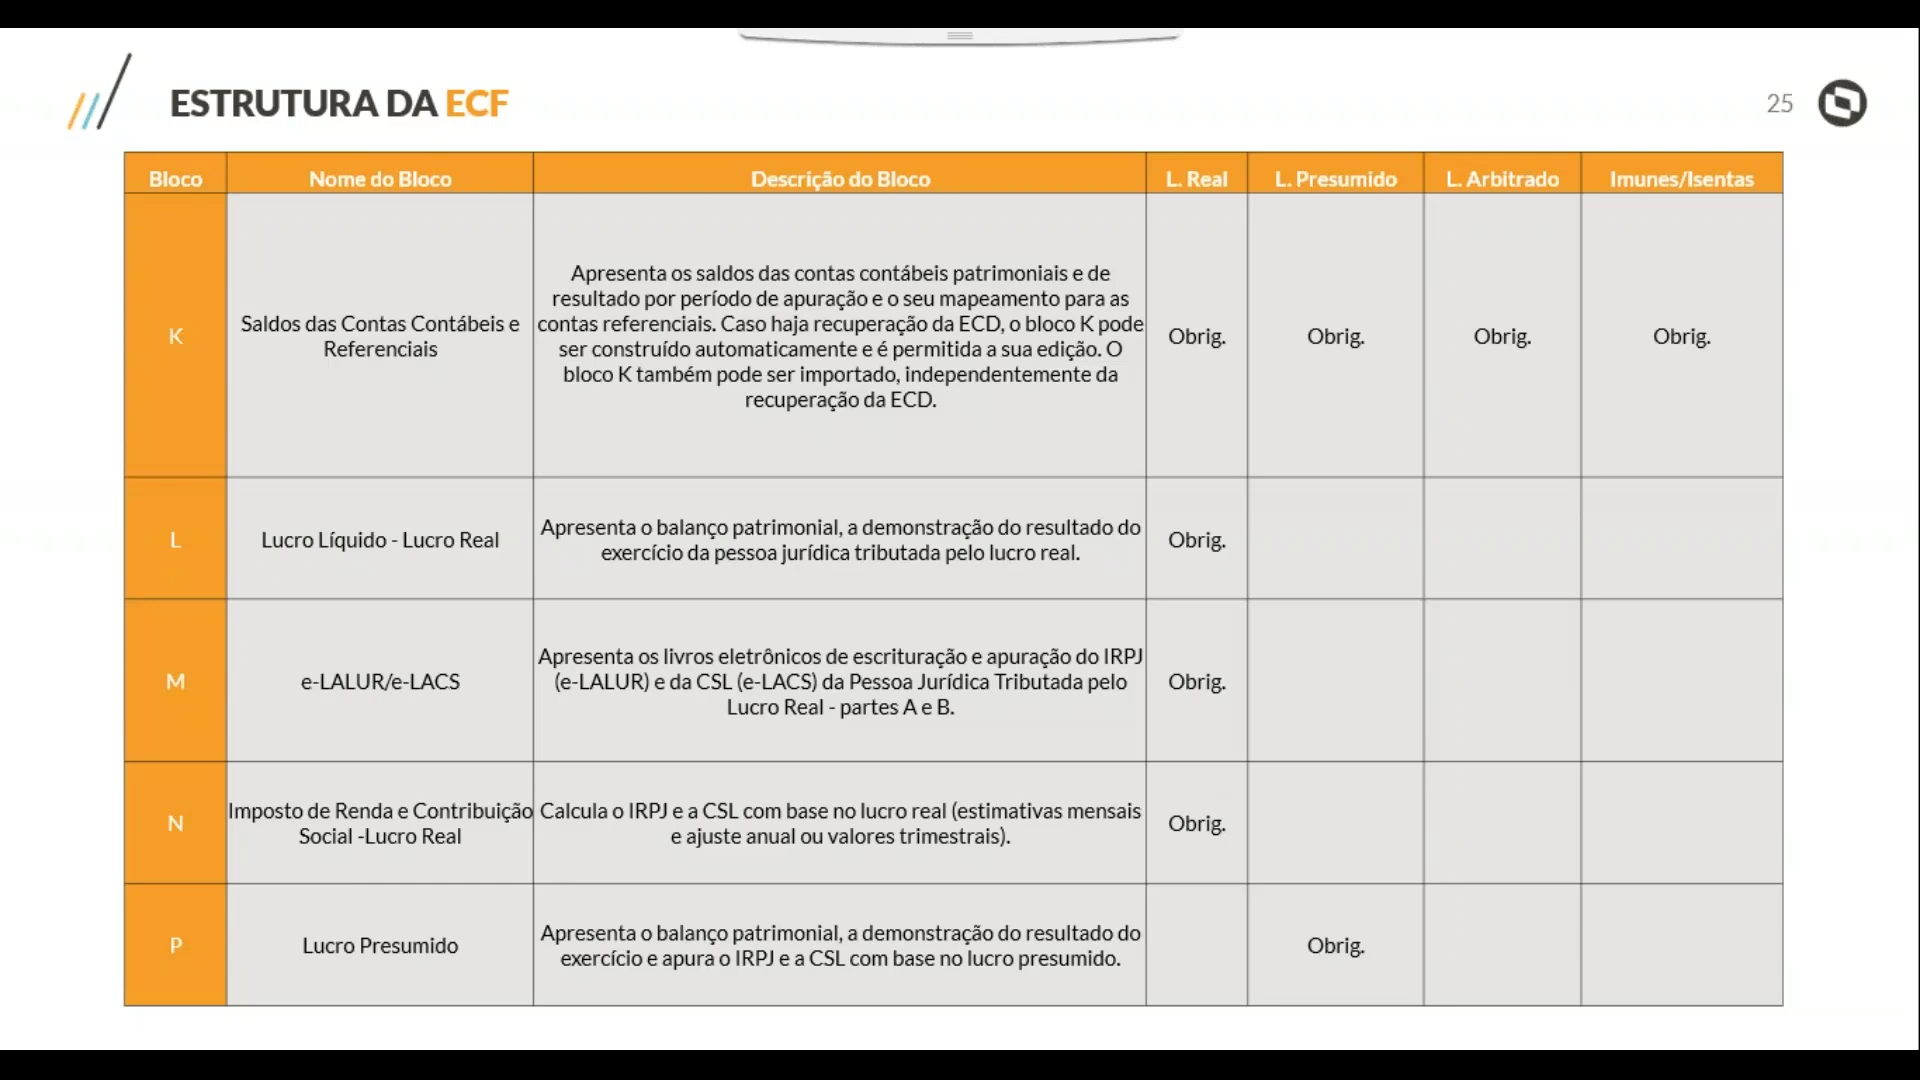 ESTRUTURA DA ECF
25
Bloco
Nome do Bloco
Descrição do Bloco
L. Real
L. Presumido
L. Arbitrado
Imunes/Isentas
K
Saldos das Contas Contábeis e
Referenciais
Apresenta os saldos das contas contábeis patrimoniais e de
resultado por período de apuração e o seu mapeamento para as
contas referenciais. Caso haja recuperação da ECD, o bloco K pode
ser construído automaticamente e é permitida a sua edição. O
bloco K também pode ser importado, independentemente da
recuperação da ECD.
Obrig.
Obrig.
Obrig.
Obrig.
L
Lucro Líquido - Lucro Real
Apresenta o balanço patrimonial, a demonstração do resultado do
exercício da pessoa jurídica tributada pelo lucro real.
Obrig.
M
e-LALUR/e-LACS
Apresenta os livros eletrônicos de escrituração e apuração do IRPJ
(e-LALUR) e da CSL (e-LACS) da Pessoa Jurídica Tributada pelo
Lucro Real - partes A e B.
Obrig.
N
Imposto de Renda e Contribuição
Social -Lucro Real
Calcula o IRPJ e a CSL com base no lucro real (estimativas mensais
e ajuste anual ou valores trimestrais).
Obrig.
P
Lucro Presumido
Apresenta o balanço patrimonial, a demonstração do resultado do
exercício e apura o IRPJ e a CSL com base no lucro presumido.
Obrig.